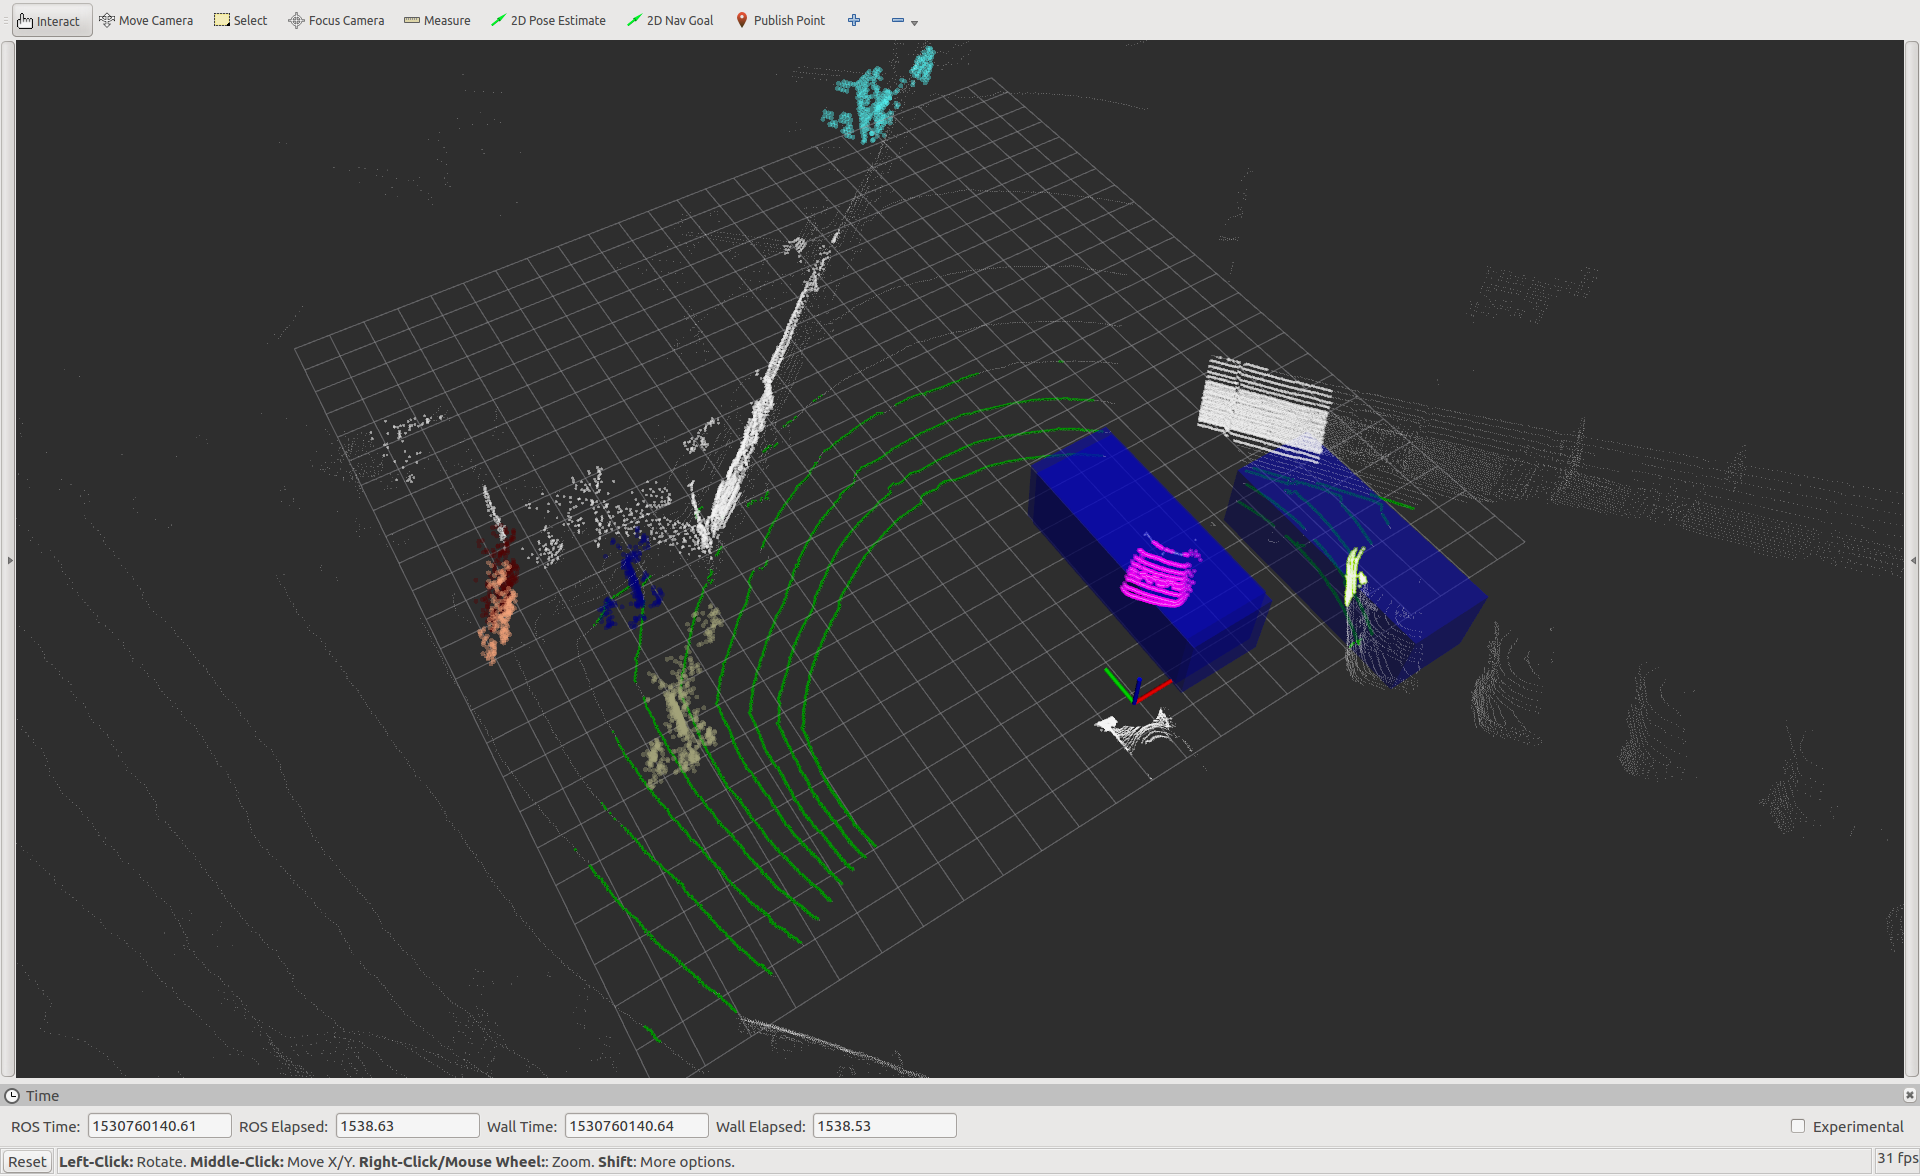 Interact Move Camera Select Focus Camera Measure 2D Pose Estimate 2D Nav Goal Publish Point
Time
ROS Time: 1530760140.61 ROS Elapsed: 1538.63 Wall Time: 1530760140.64 Wall Elapsed: 1538.53 Experimental
Reset Left-Click: Rotate. Middle-Click: Move X/Y. Right-Click/Mouse Wheel:: Zoom. Shift: More options. 31 fps